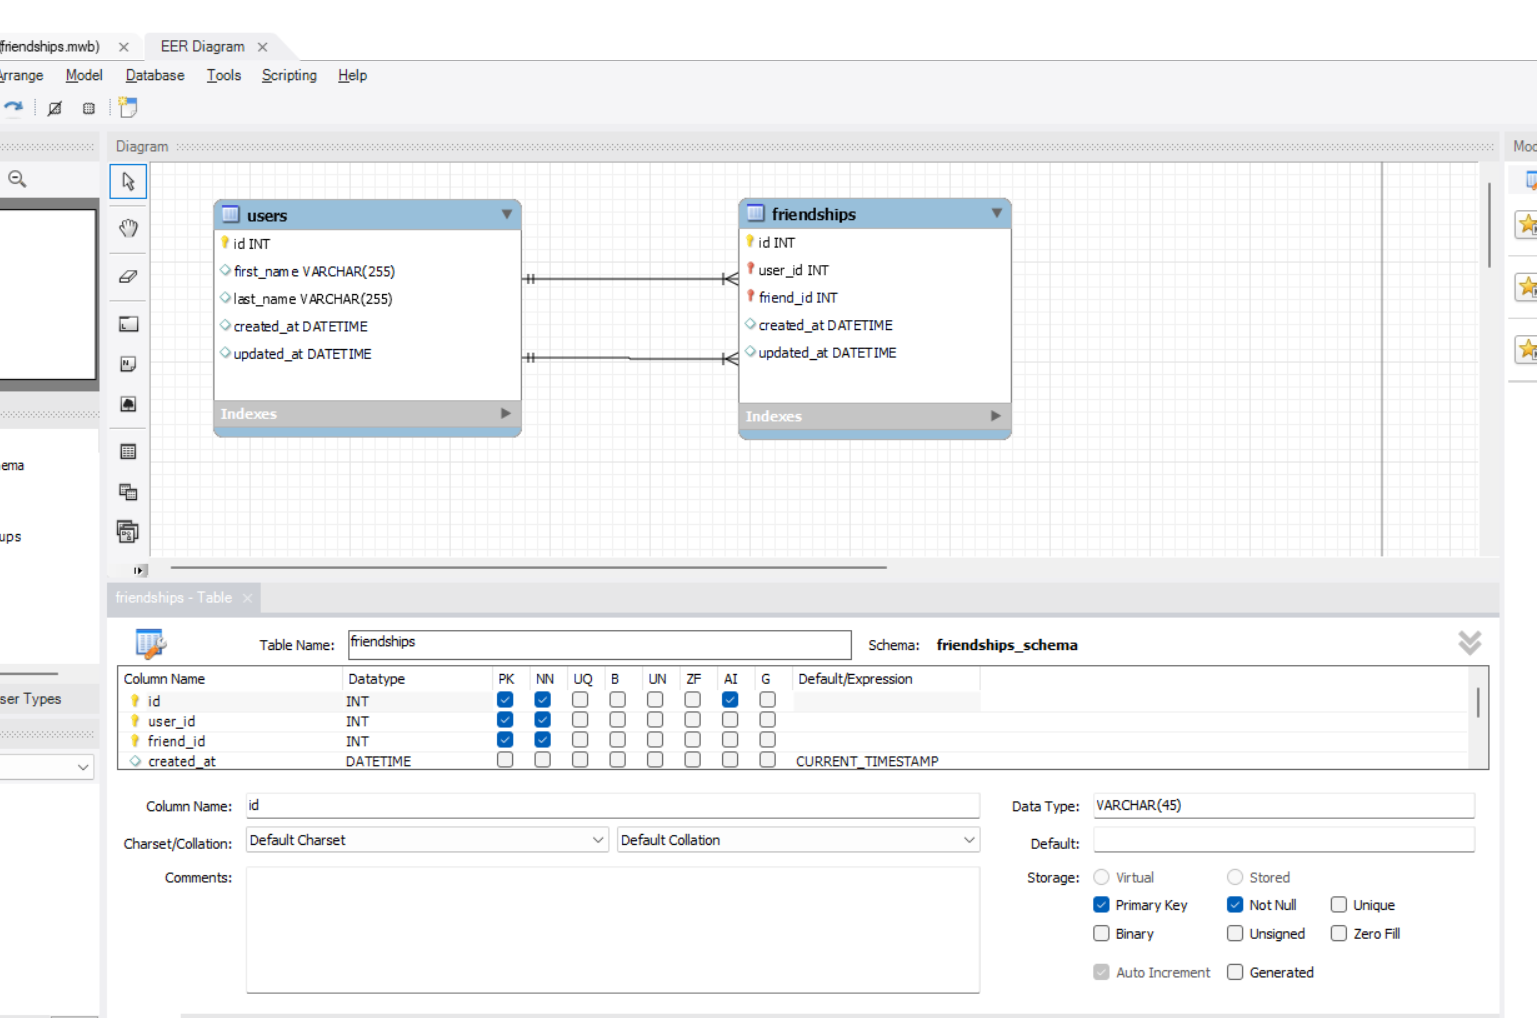 friendships.mwb) × EER Diagram ×
Arrange Model Database Tools Scripting Help
Diagram
users
id INT
first_name VARCHAR(255)
last_name VARCHAR(255)
created_at DATETIME
updated_at DATETIME
Indexes
friendships
id INT
user_id INT
friend_id INT
created_at DATETIME
updated_at DATETIME
Indexes
ema
ups
ser Types
friendships - Table ×
Table Name: friendships Schema: friendships_schema
Column Name Datatype PK NN UQ B UN ZF AI G Default/Expression
id INT
user_id INT
friend_id INT
created_at DATETIME CURRENT_TIMESTAMP
Column Name: id Data Type: VARCHAR(45)
Charset/Collation: Default Charset Default Collation Default:
Comments: Storage: Virtual Stored
Primary Key Not Null Unique
Binary Unsigned Zero Fill
Auto Increment Generated